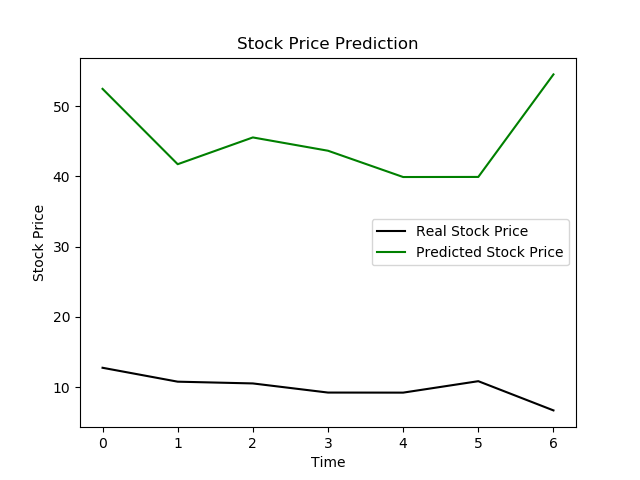 Stock Price Prediction
Stock Price
50
40
30
20
10
Real Stock Price
Predicted Stock Price
0 1 2 3 4 5 6
Time